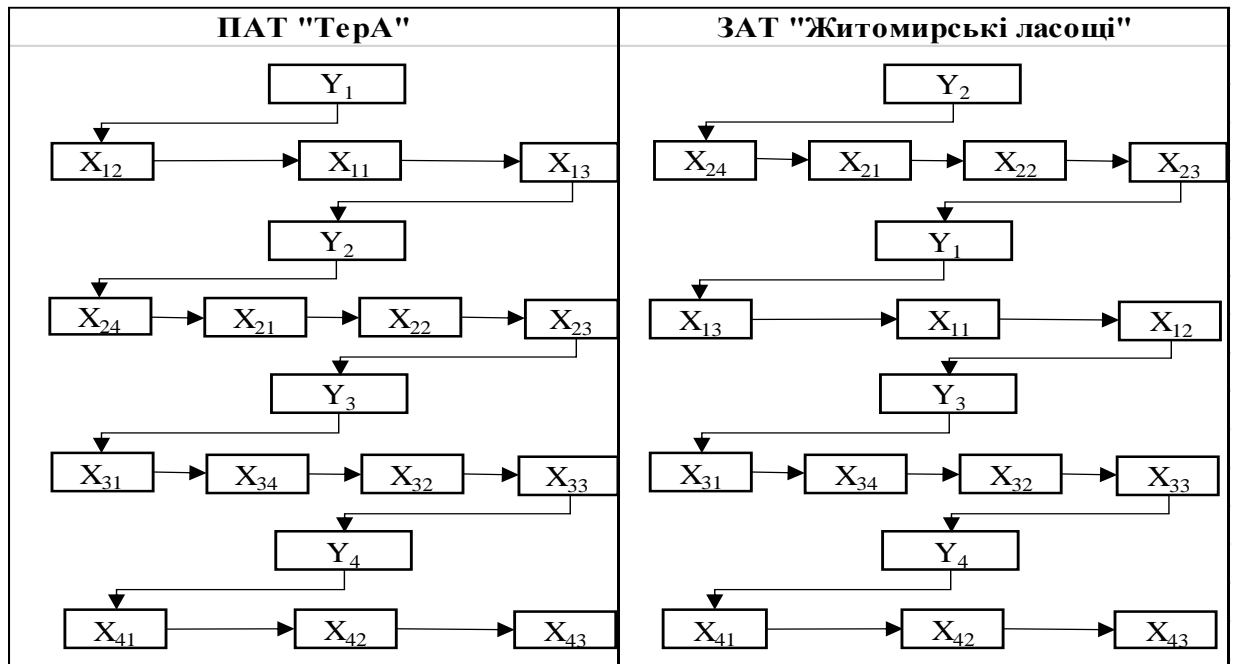 ПАТ "ТерА"
Y₁
X₁₂ X₁₁ X₁₃
Y₂
X₂₄ X₂₁ X₂₂ X₂₃
Y₃
X₃₁ X₃₄ X₃₂ X₃₃
Y₄
X₄₁ X₄₂ X₄₃
ЗАТ "Житомирські ласощі"
Y₂
X₂₄ X₂₁ X₂₂ X₂₃
Y₁
X₁₃ X₁₁ X₁₂
Y₃
X₃₁ X₃₄ X₃₂ X₃₃
Y₄
X₄₁ X₄₂ X₄₃